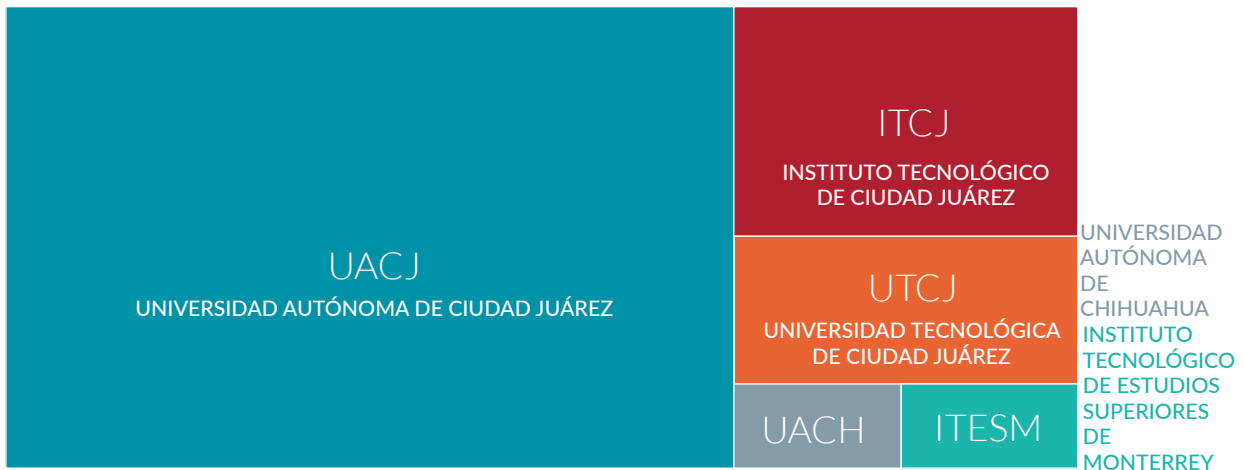 UACJ
UNIVERSIDAD AUTÓNOMA DE CIUDAD JUÁREZ
ITCJ
INSTITUTO TECNOLÓGICO
DE CIUDAD JUÁREZ
UTCJ
UNIVERSIDAD TECNOLÓGICA
DE CIUDAD JUÁREZ
UACH
ITESM
UNIVERSIDAD
AUTÓNOMA
DE
CHIHUAHUA
INSTITUTO
TECNOLÓGICO
DE ESTUDIOS
SUPERIORES
DE
MONTERREY